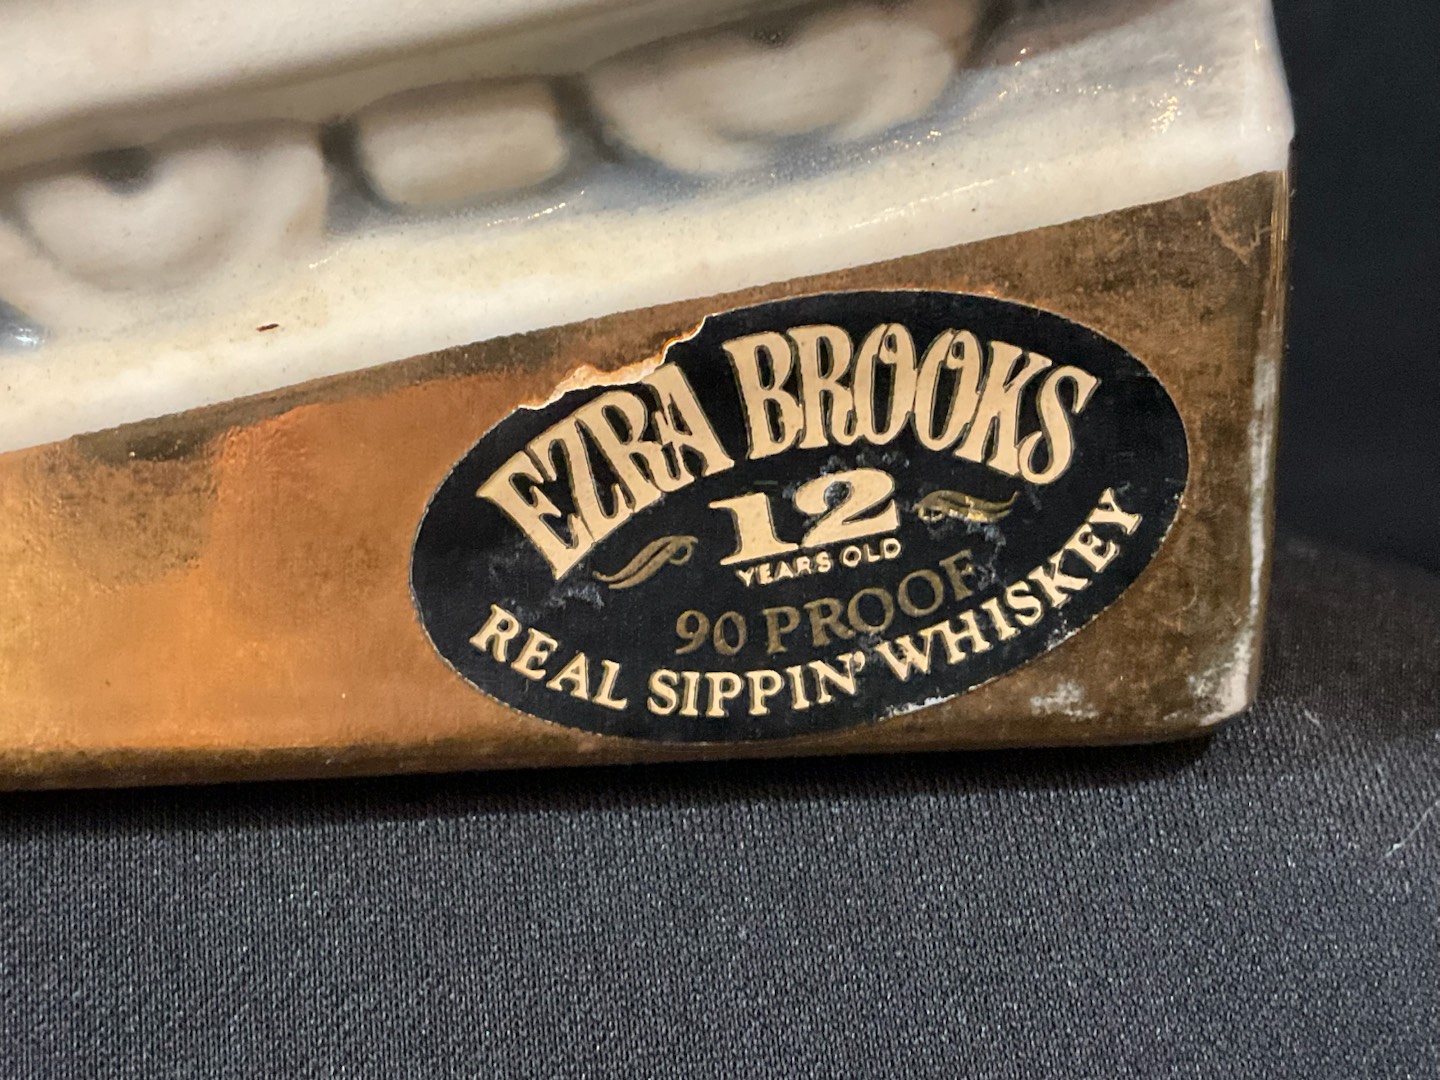 EZRA BROOKS
12
YEARS OLD
90 PROOF
REAL SIPPIN' WHISKEY